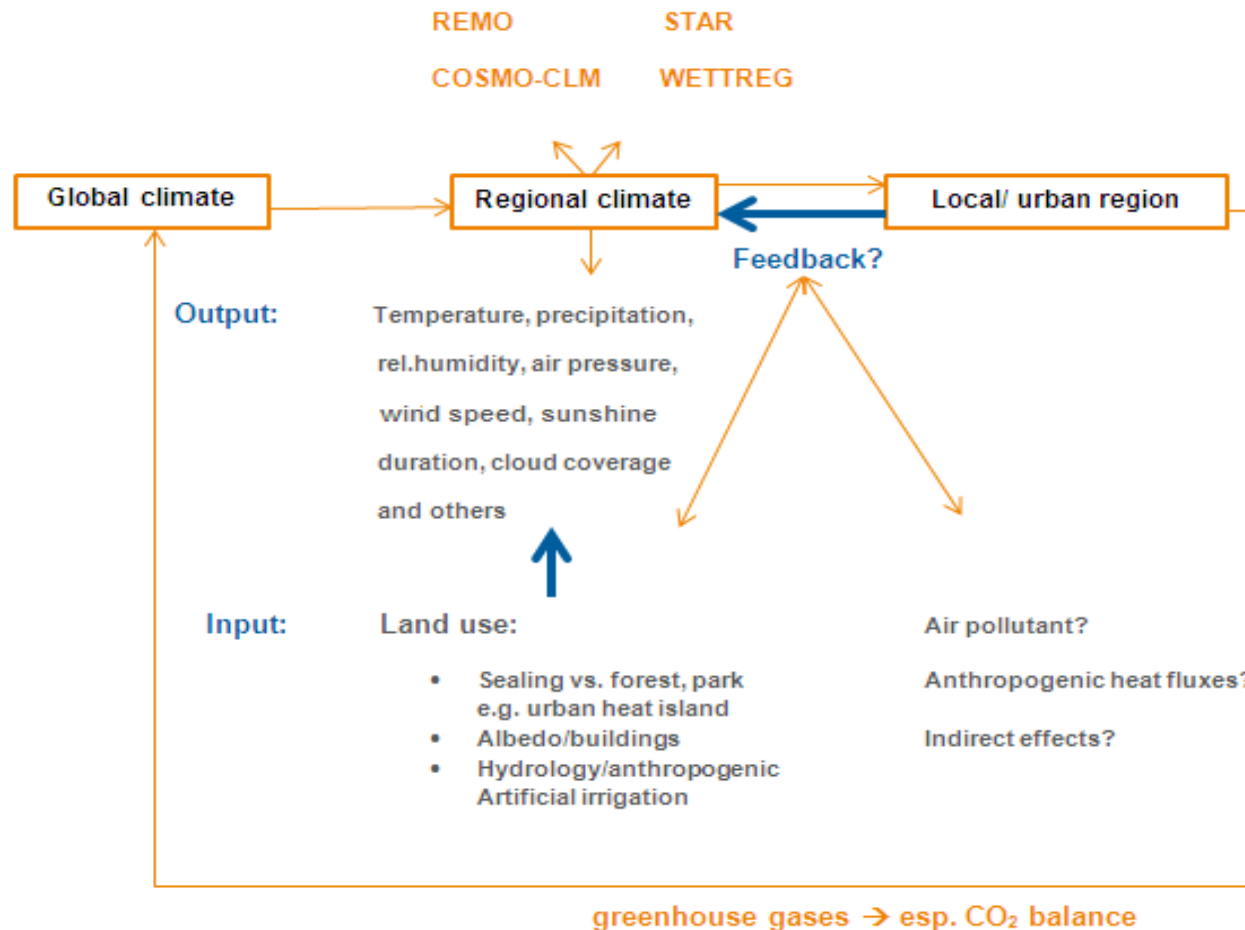 REMO STAR
COSMO-CLM WETTREG
Global climate Regional climate Local/ urban region
Feedback?
Output: Temperature, precipitation,
rel.humidity, air pressure,
wind speed, sunshine
duration, cloud coverage
and others
Input: Land use: Air pollutant?
• Sealing vs. forest, park Anthropogenic heat fluxes?
e.g. urban heat island
• Albedo/buildings Indirect effects?
• Hydrology/anthropogenic
Artificial irrigation
greenhouse gases → esp. CO₂ balance